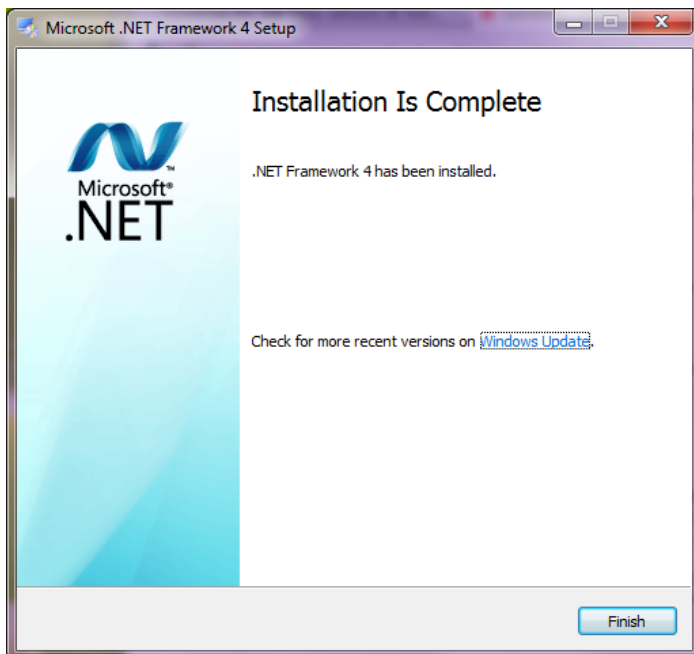 Microsoft .NET Framework 4 Setup
Installation Is Complete
Microsoft®
.NET
™
.NET Framework 4 has been installed.
Check for more recent versions on Windows Update.
Finish